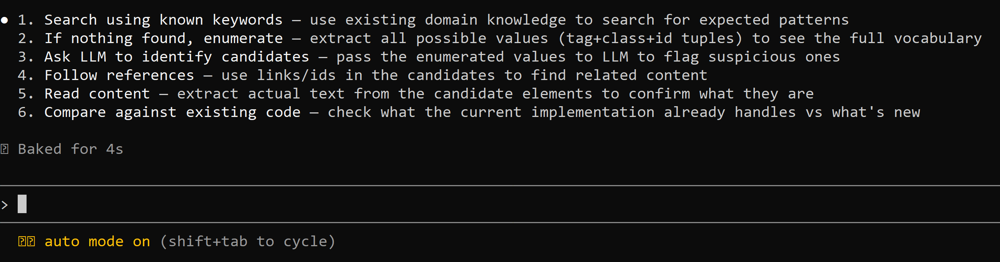 ● 1. Search using known keywords — use existing domain knowledge to search for expected patterns
2. If nothing found, enumerate — extract all possible values (tag+class+id tuples) to see the full vocabulary
3. Ask LLM to identify candidates — pass the enumerated values to LLM to flag suspicious ones
4. Follow references — use links/ids in the candidates to find related content
5. Read content — extract actual text from the candidate elements to confirm what they are
6. Compare against existing code — check what the current implementation already handles vs what's new
Baked for 4s
>
auto mode on (shift+tab to cycle)